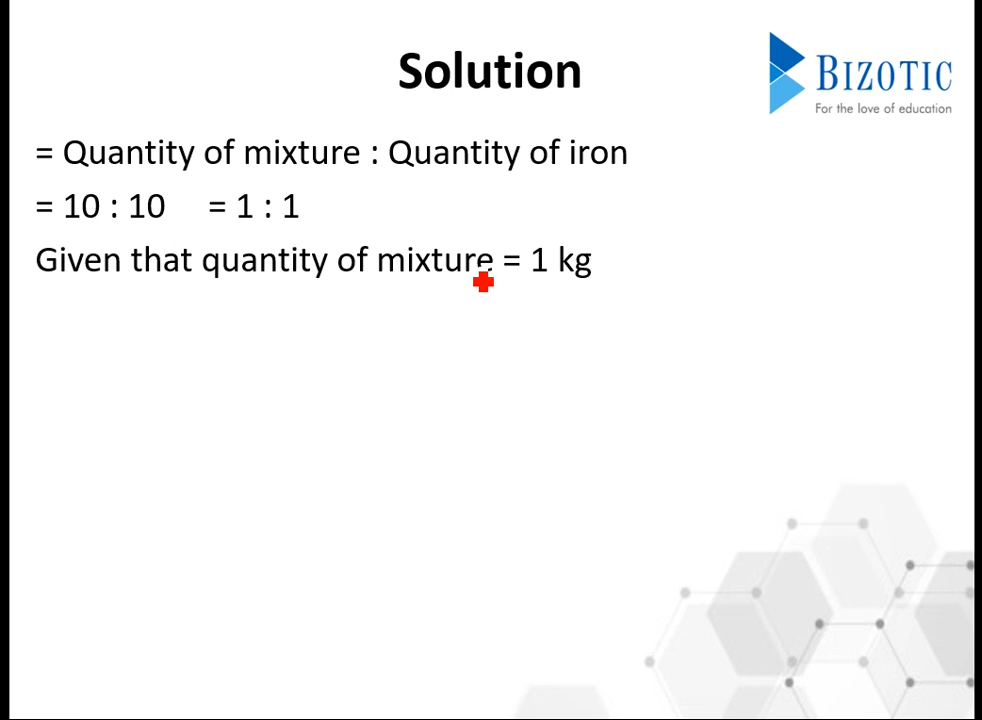 Solution
BIZOTIC
For the love of education
= Quantity of mixture : Quantity of iron
= 10 : 10 = 1 : 1
Given that quantity of mixture = 1 kg